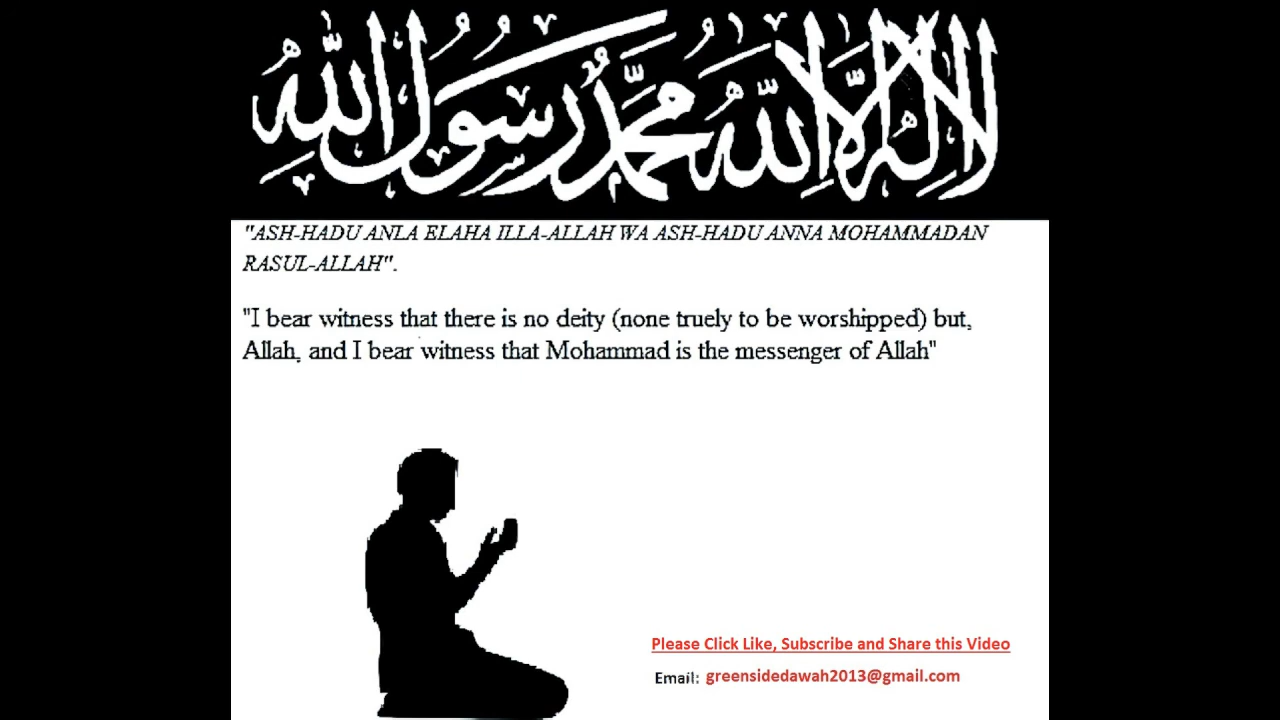 لا إله إلا الله محمد رسول الله
"ASH-HADU ANLA ELAHA ILLA-ALLAH WA ASH-HADU ANNA MOHAMMADAN
RASUL-ALLAH".
"I bear witness that there is no deity (none truely to be worshipped) but,
Allah, and I bear witness that Mohammad is the messenger of Allah"
Please Click Like, Subscribe and Share this Video
Email: greensidedawah2013@gmail.com